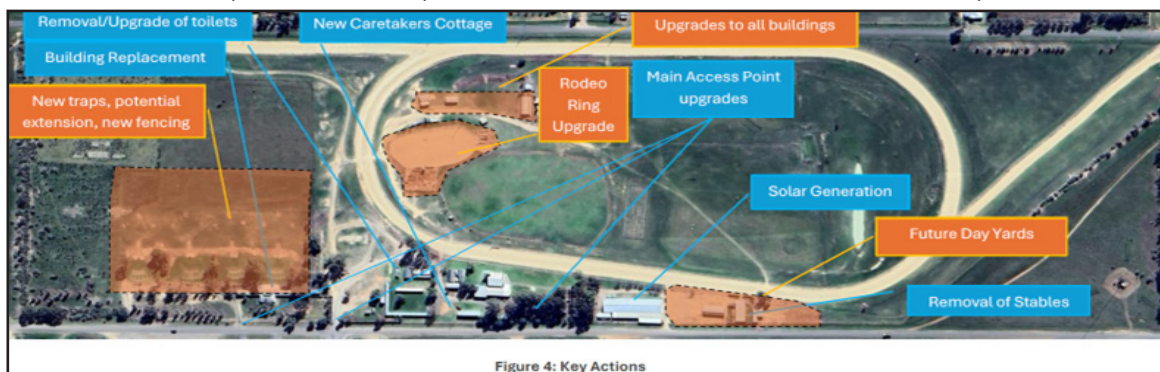 Removal/Upgrade of toilets
New Caretakers Cottage
Upgrades to all buildings
Building Replacement
Main Access Point
upgrades
Rodeo
Ring
Upgrade
New traps, potential
extension, new fencing
Solar Generation
Future Day Yards
Removal of Stables
Figure 4: Key Actions